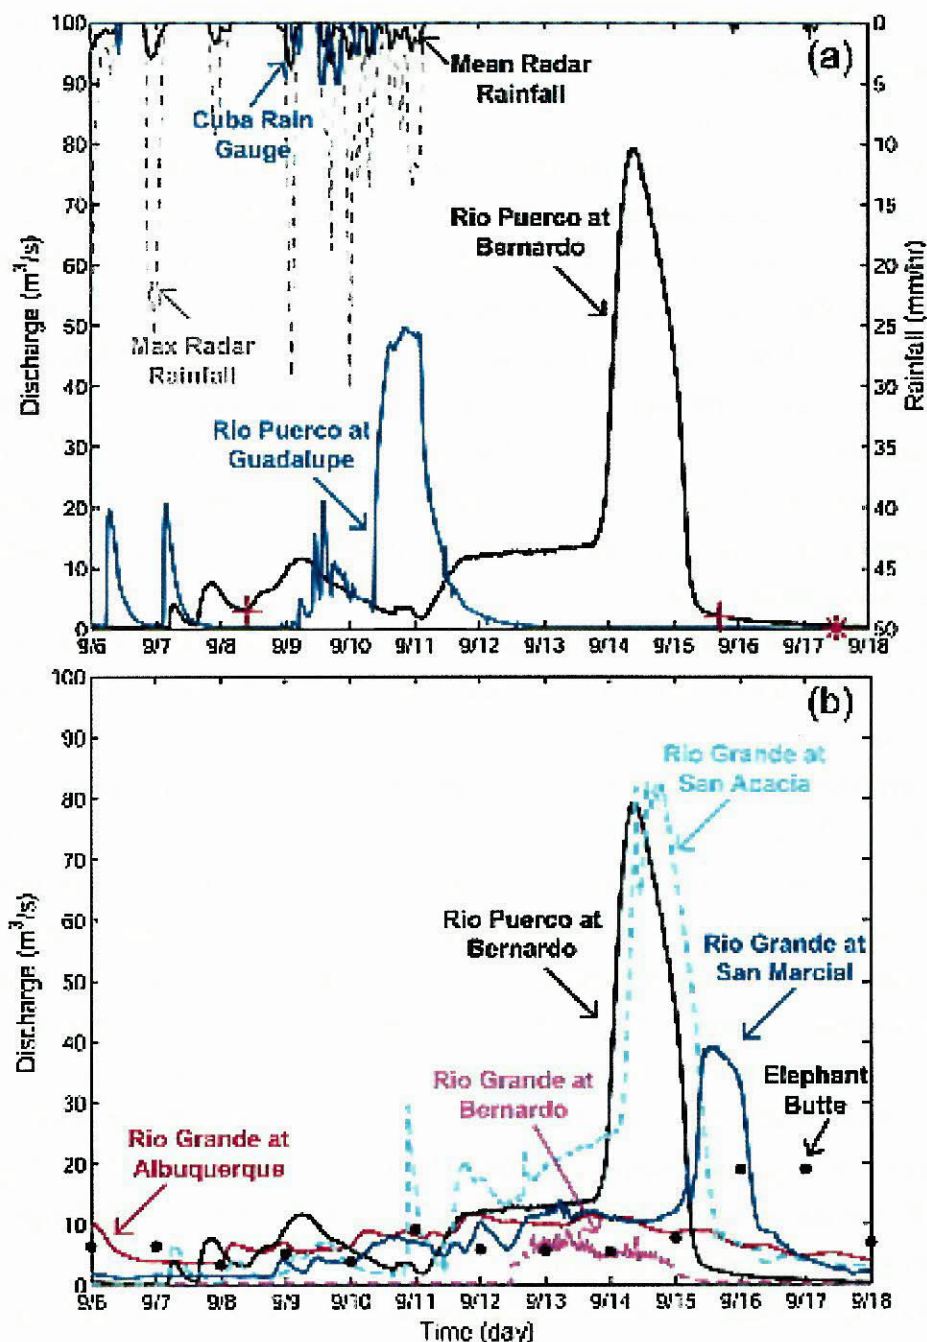 100
90
80
70
60
50
40
30
20
10
0
Discharge (m³/s)
0
5
10
15
20
25
30
35
40
45
50
Rainfall (mm/hr)
(a)
Mean Radar
Rainfall
Cuba Rain
Gauge
Rio Puerco at
Bernardo
Max Radar
Rainfall
Rio Puerco at
Guadalupe
9/6 9/7 9/8 9/9 9/10 9/11 9/12 9/13 9/14 9/15 9/16 9/17 9/18
100
90
80
70
60
50
40
30
20
10
0
Discharge (m³/s)
(b)
Rio Grande at
San Acacia
Rio Puerco at
Bernardo
Rio Grande at
San Marcial
Rio Grande at
Bernardo
Elephant
Butte
Rio Grande at
Albuquerque
9/6 9/7 9/8 9/9 9/10 9/11 9/12 9/13 9/14 9/15 9/16 9/17 9/18
Time (day)